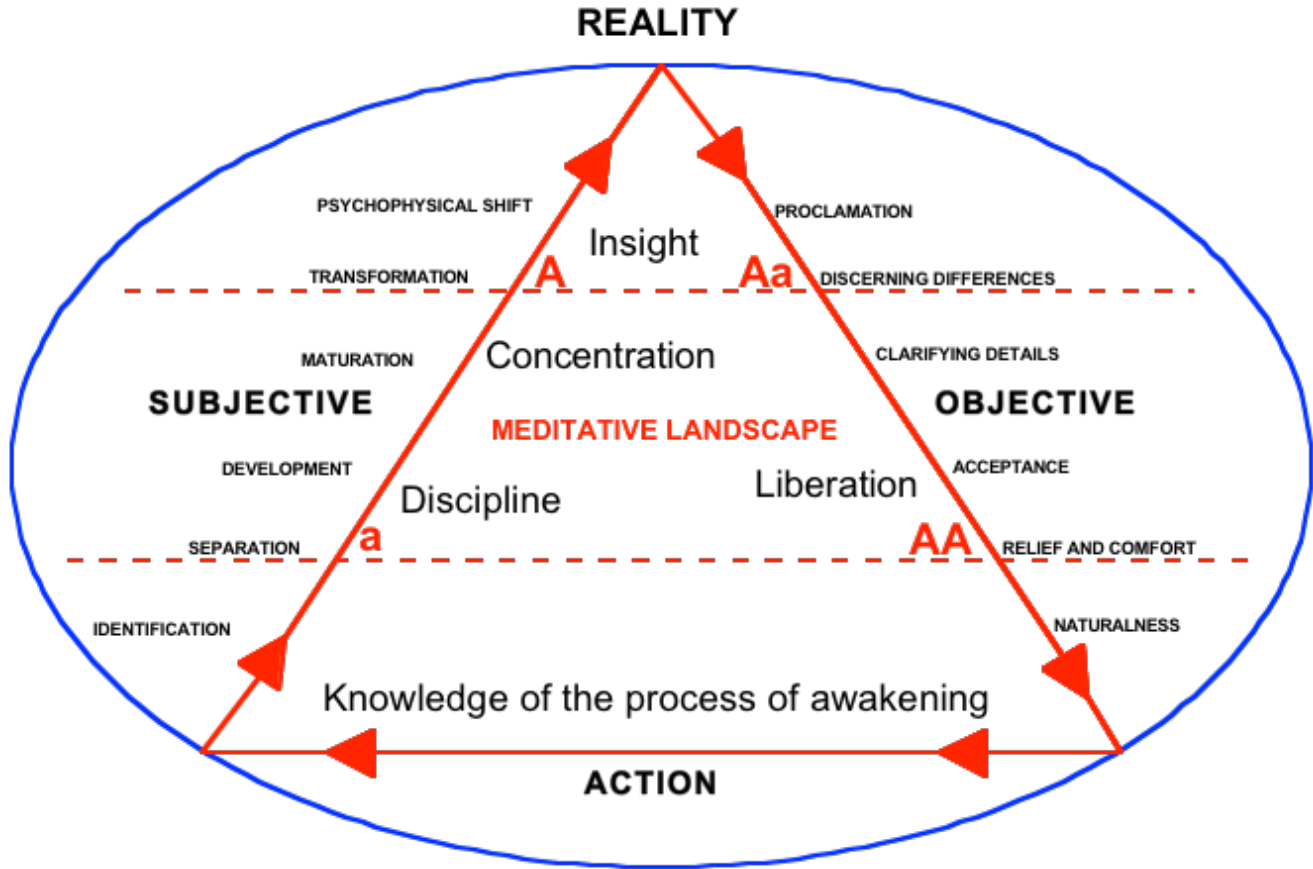 REALITY
PSYCHOPHYSICAL SHIFT
PROCLAMATION
Insight
TRANSFORMATION
A
Aa
DISCERNING DIFFERENCES
MATURATION
Concentration
CLARIFYING DETAILS
SUBJECTIVE
OBJECTIVE
MEDITATIVE LANDSCAPE
DEVELOPMENT
ACCEPTANCE
Discipline
Liberation
SEPARATION
a
AA
RELIEF AND COMFORT
IDENTIFICATION
NATURALNESS
Knowledge of the process of awakening
ACTION